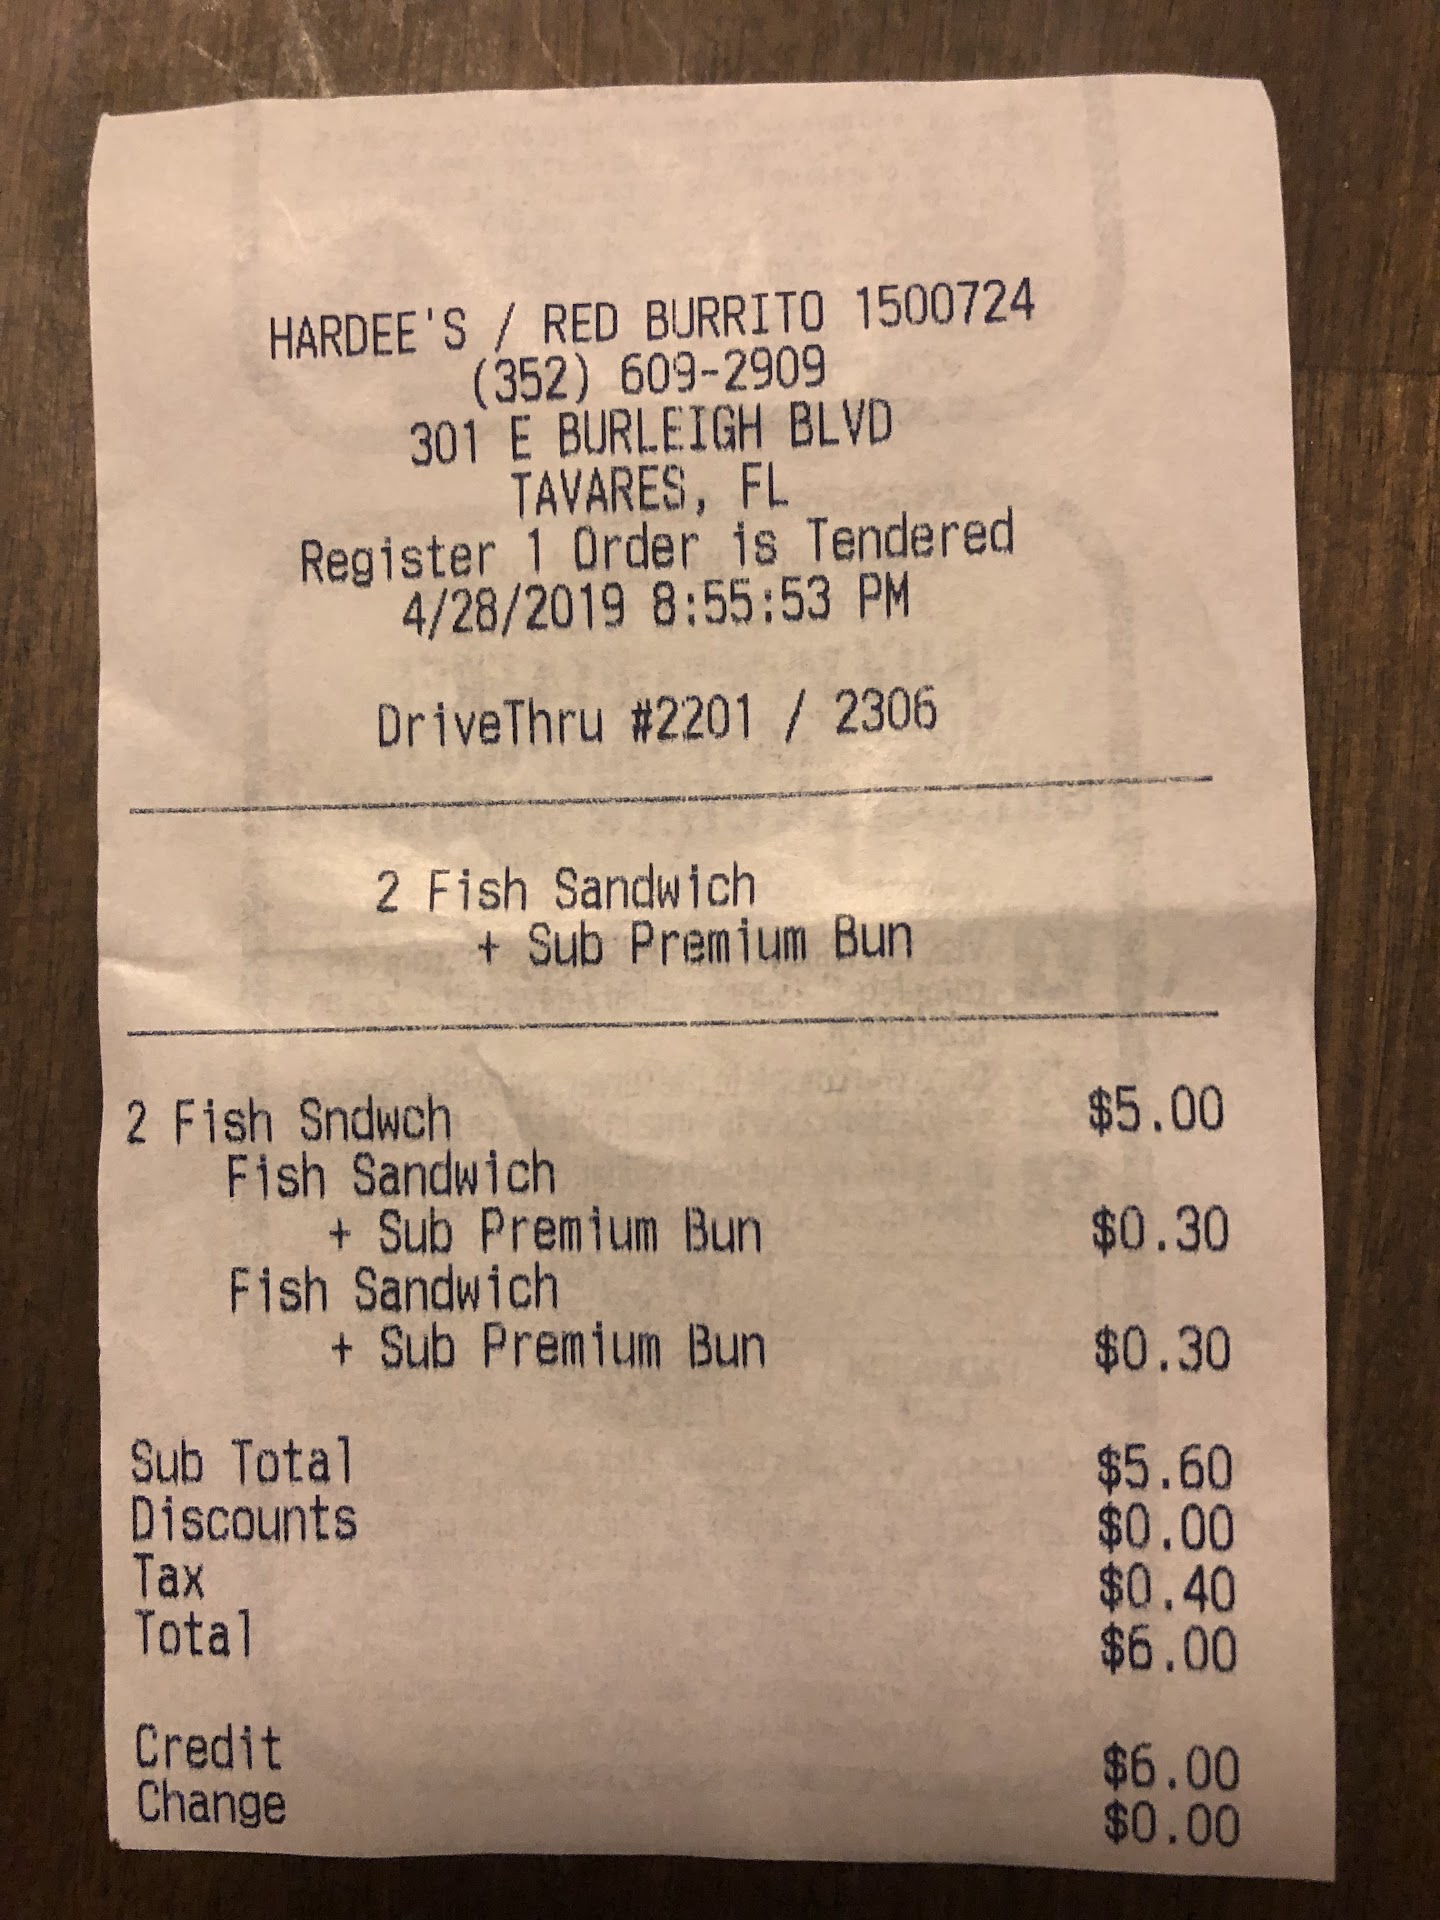 HARDEE'S / RED BURRITO 1500724
(352) 609-2909
301 E BURLEIGH BLVD
TAVARES, FL
Register 1 Order is Tendered
4/28/2019 8:55:53 PM
DriveThru #2201 / 2306
2 Fish Sandwich
+ Sub Premium Bun
2 Fish Sndwch $5.00
Fish Sandwich
+ Sub Premium Bun $0.30
Fish Sandwich
+ Sub Premium Bun $0.30
Sub Total $5.60
Discounts $0.00
Tax $0.40
Total $6.00
Credit $6.00
Change $0.00